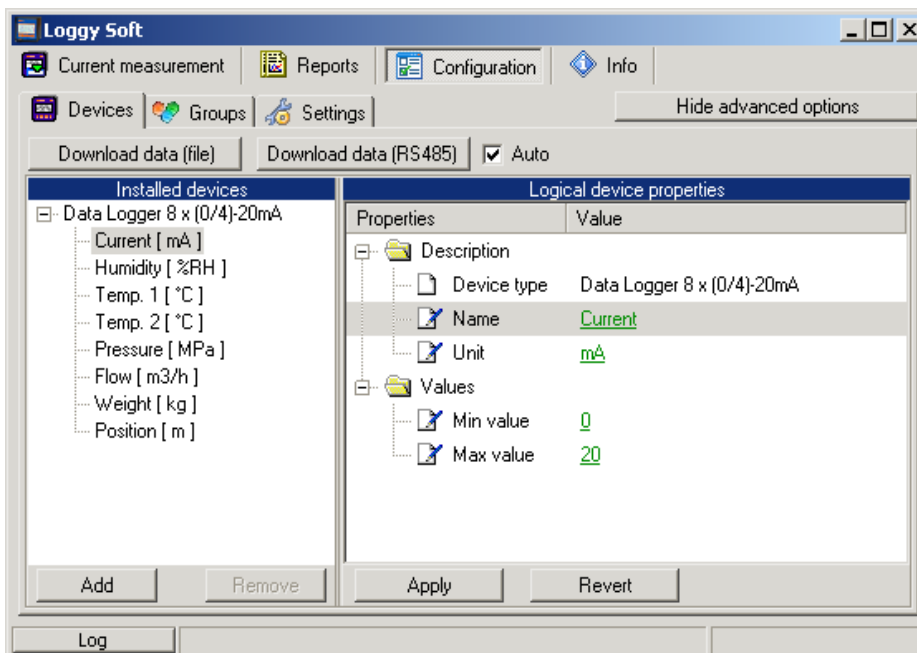 Loggy Soft
Current measurement Reports Configuration Info
Devices Groups Settings Hide advanced options
Download data (file) Download data (RS485) Auto
Installed devices Logical device properties
Data Logger 8 x (0/4)-20mA
Current [ mA ]
Humidity [ %RH ]
Temp. 1 [ °C ]
Temp. 2 [ °C ]
Pressure [ MPa ]
Flow [ m3/h ]
Weight [ kg ]
Position [ m ]
Properties Value
Description
Device type Data Logger 8 x (0/4)-20mA
Name Current
Unit mA
Values
Min value 0
Max value 20
Add Remove Apply Revert
Log